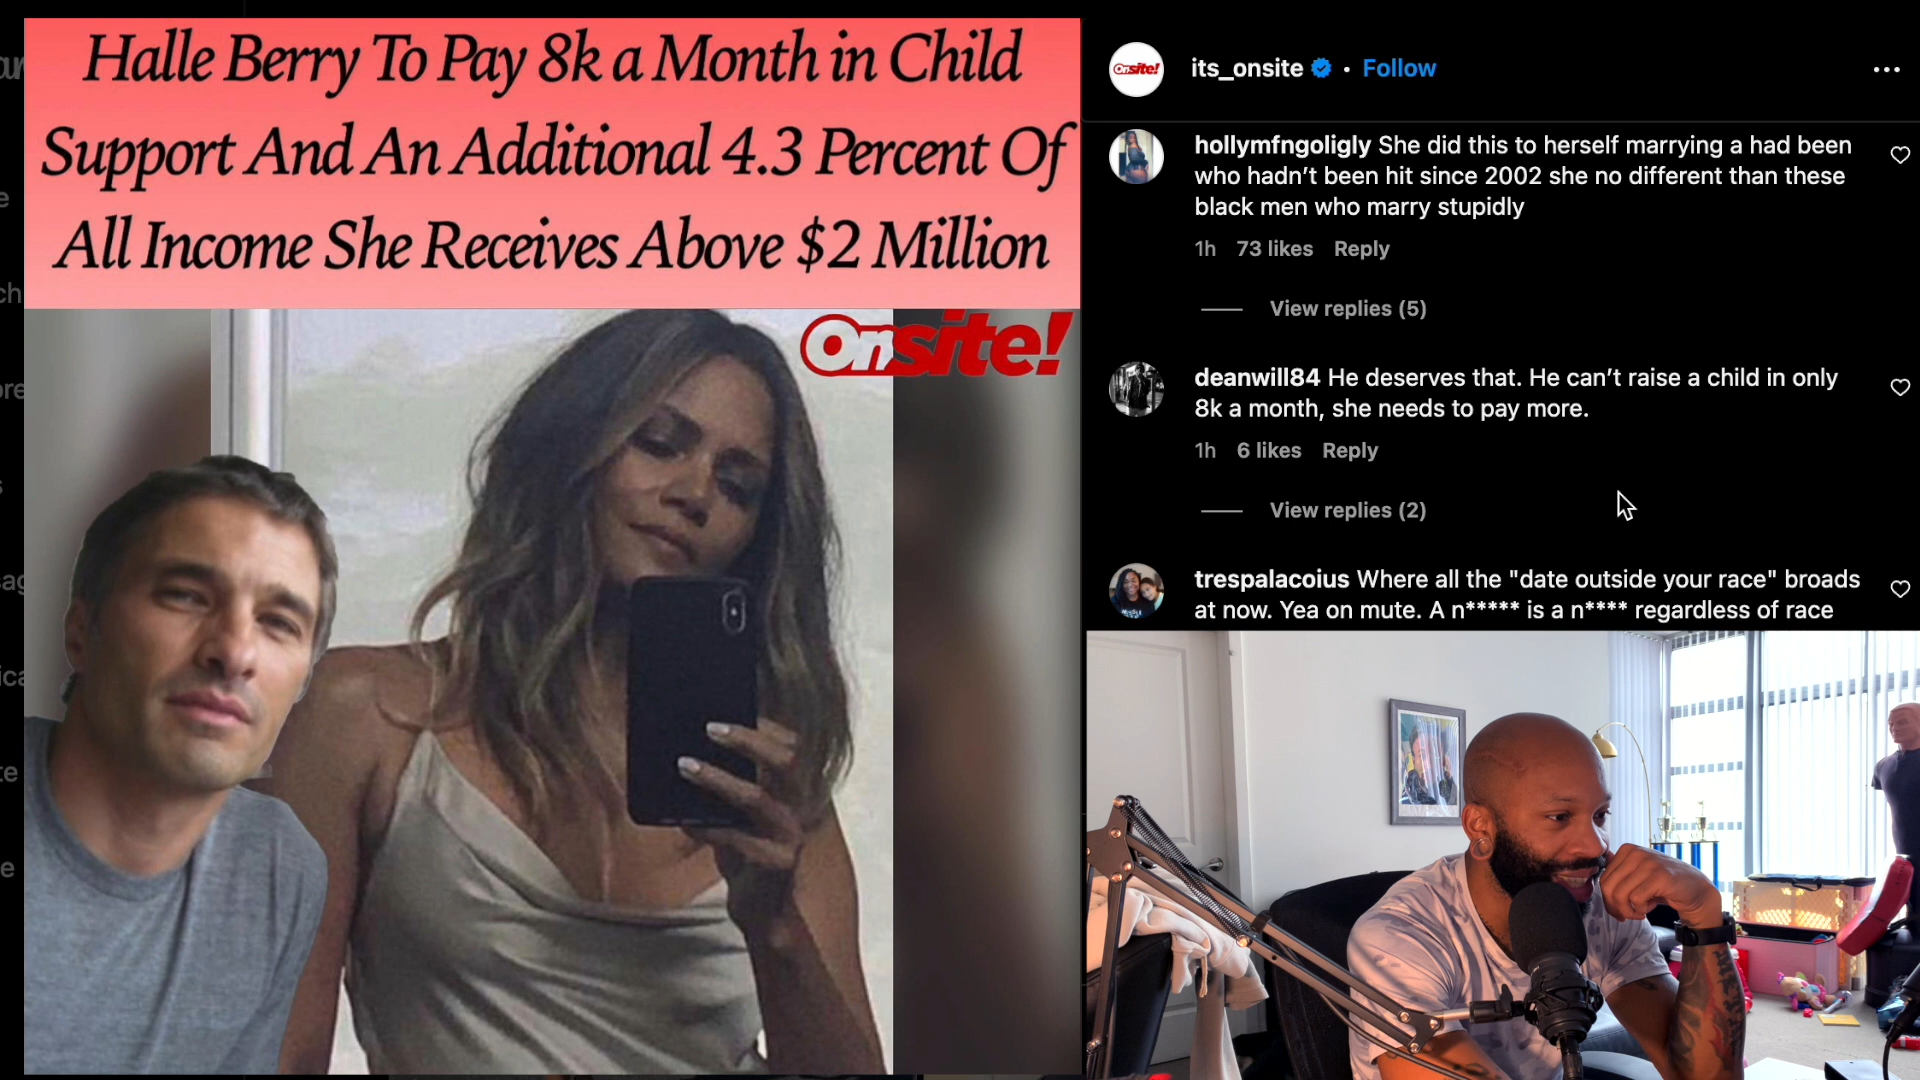 Halle Berry To Pay 8k a Month in Child
Support And An Additional 4.3 Percent Of
All Income She Receives Above $2 Million
Onsite!
Onsite!
its_onsite • Follow
hollymfngoligly She did this to herself marrying a had been
who hadn't been hit since 2002 she no different than these
black men who marry stupidly
1h 73 likes Reply
View replies (5)
deanwill84 He deserves that. He can't raise a child in only
8k a month, she needs to pay more.
1h 6 likes Reply
View replies (2)
trespalacoius Where all the "date outside your race" broads
at now. Yea on mute. A n***** is a n**** regardless of race